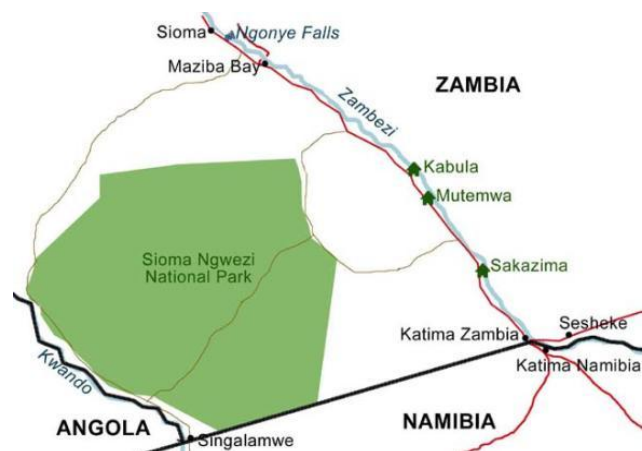 Sioma
Ngonye Falls
Maziba Bay
ZAMBIA
Zambezi
Kabula
Mutemwa
Sioma Ngwezi
National Park
Sakazima
Sesheke
Katima Zambia
Katima Namibia
Kwando
ANGOLA
NAMIBIA
Singalamwe